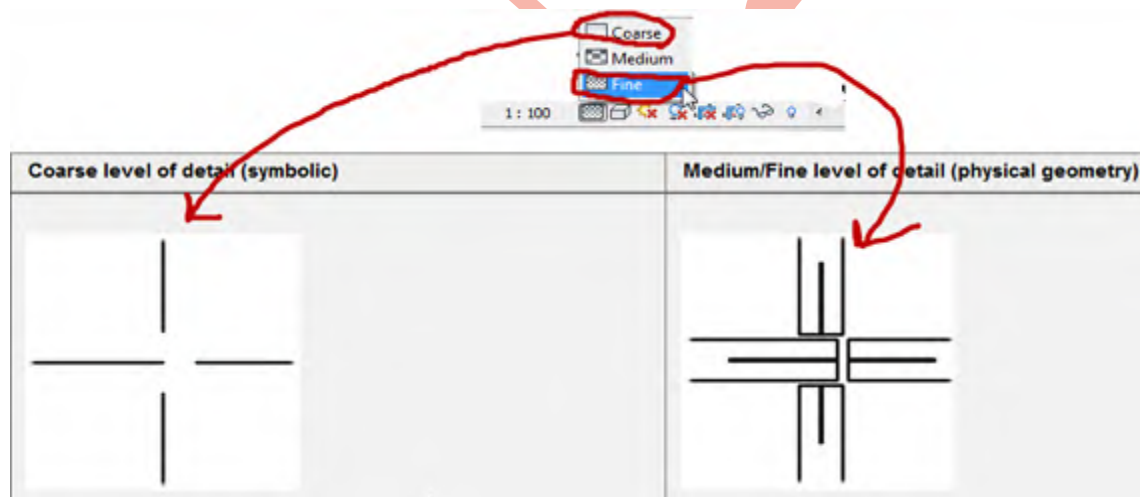 Coarse
Medium
Fine
1 : 100
Coarse level of detail (symbolic)
Medium/Fine level of detail (physical geometry)